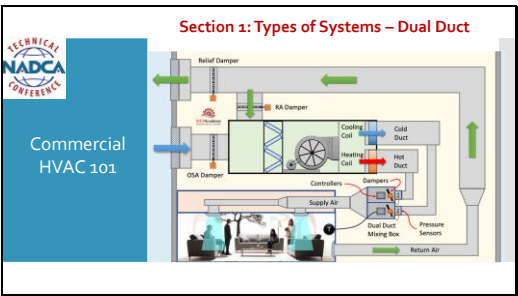 Section 1: Types of Systems – Dual Duct
TECHNICAL
NADCA
CONFERENCE
Commercial
HVAC 101
Relief Damper
RA Damper
OSA Damper
Cooling
Coil
Cold
Duct
Heating
Coil
Hot
Duct
Controllers
Dampers
Supply Air
T
Dual Duct
Mixing Box
Pressure
Sensors
Return Air